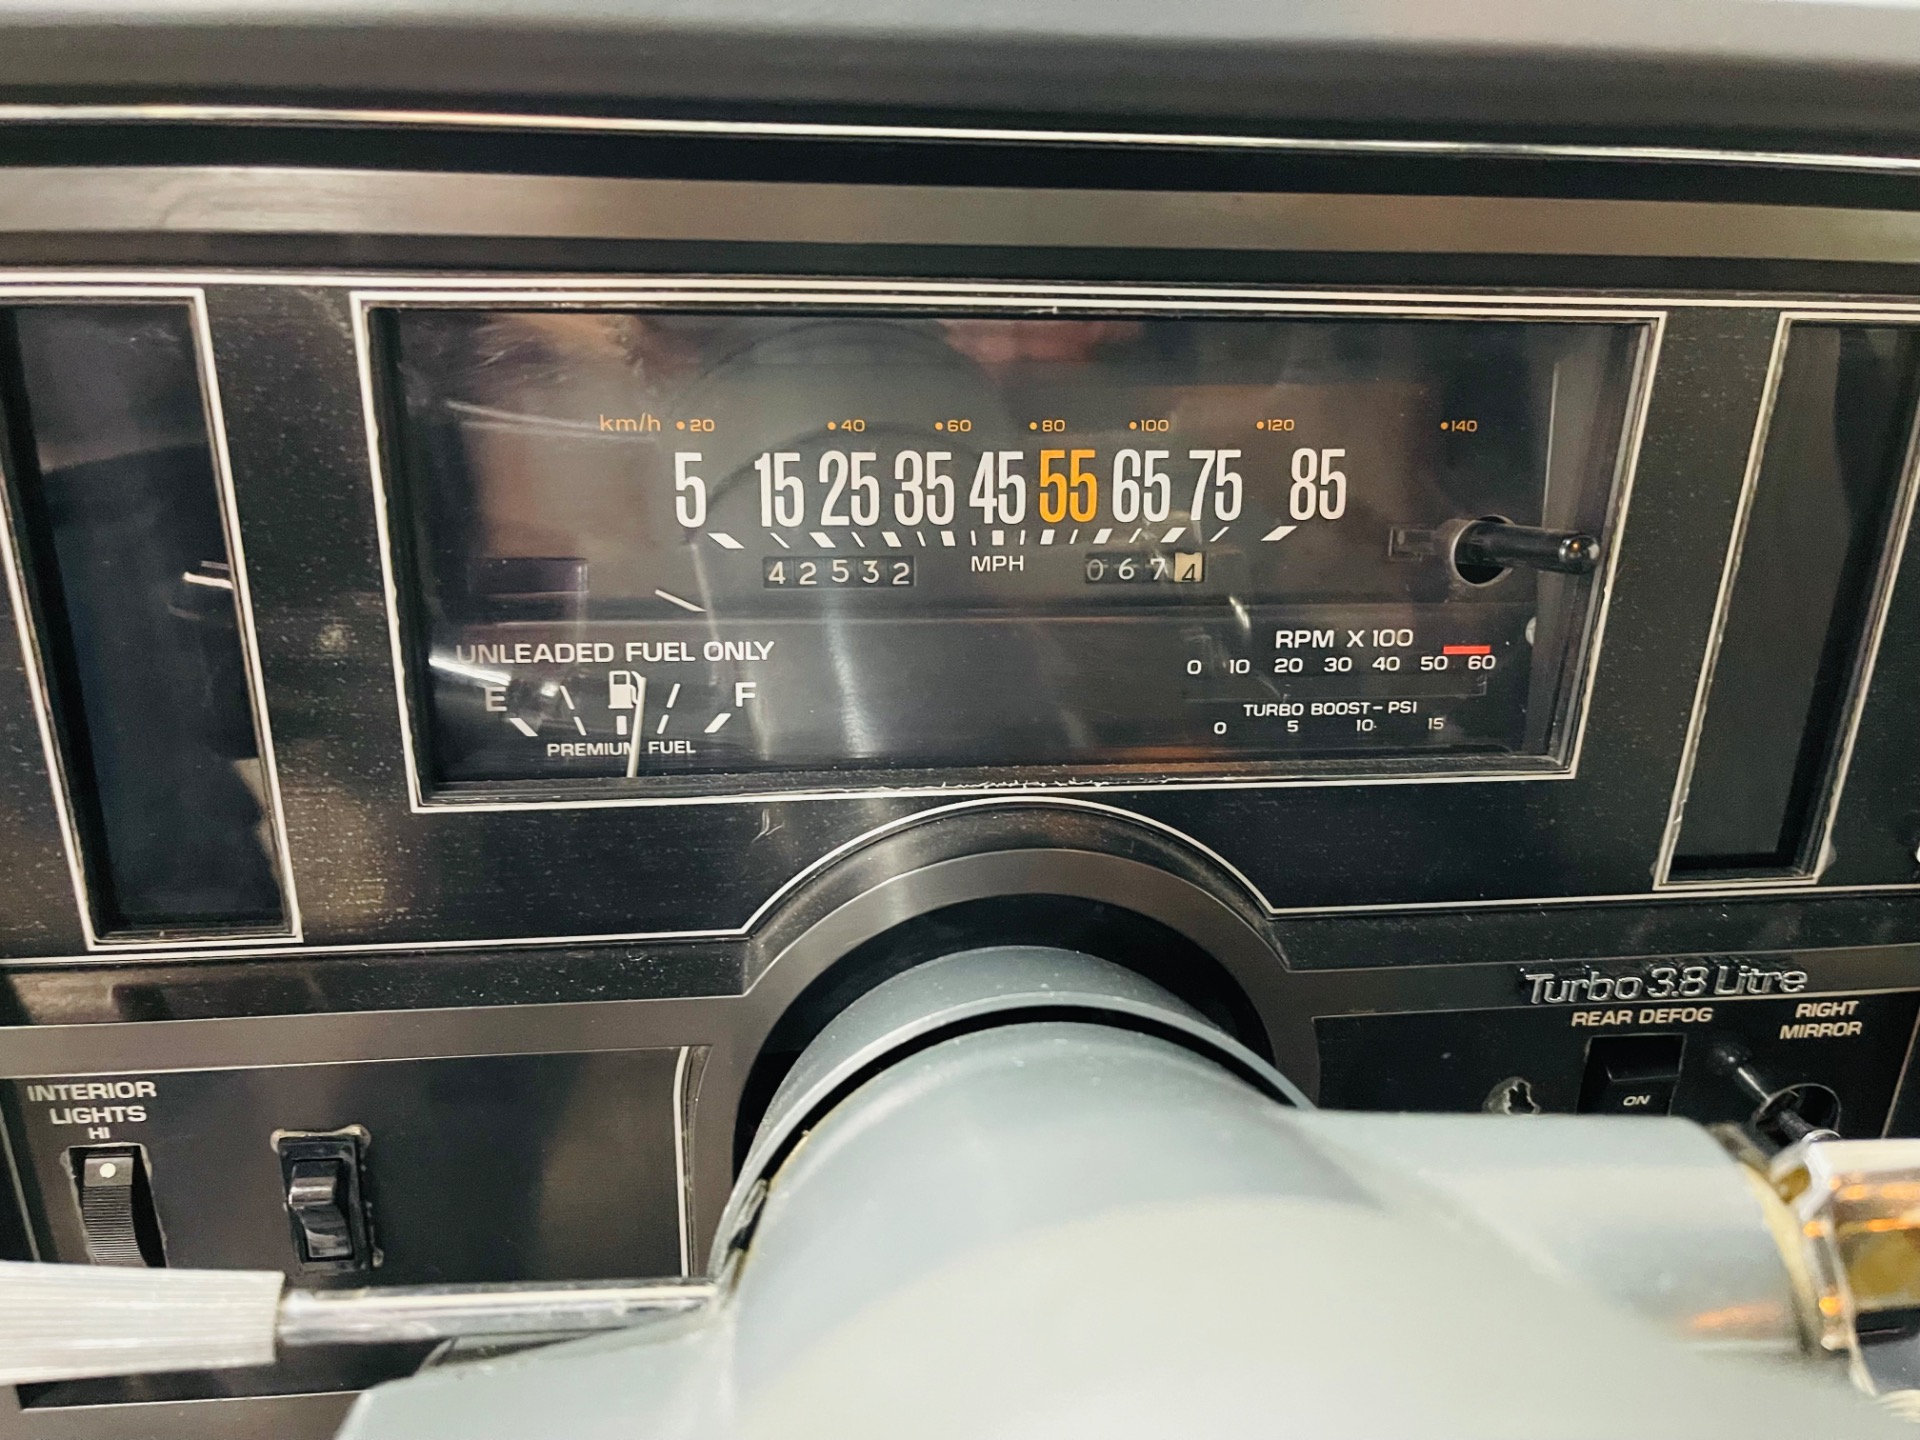 km/h •20 •40 •60 •80 •100 •120 •140
5 15 25 35 45 55 65 75 85
42532 MPH 0674
UNLEADED FUEL ONLY
E F
PREMIUM FUEL
RPM X 100
0 10 20 30 40 50 60
TURBO BOOST-PSI
0 5 10 15
Turbo 3.8 Litre
REAR DEFOG
RIGHT
MIRROR
ON
INTERIOR
LIGHTS
HI